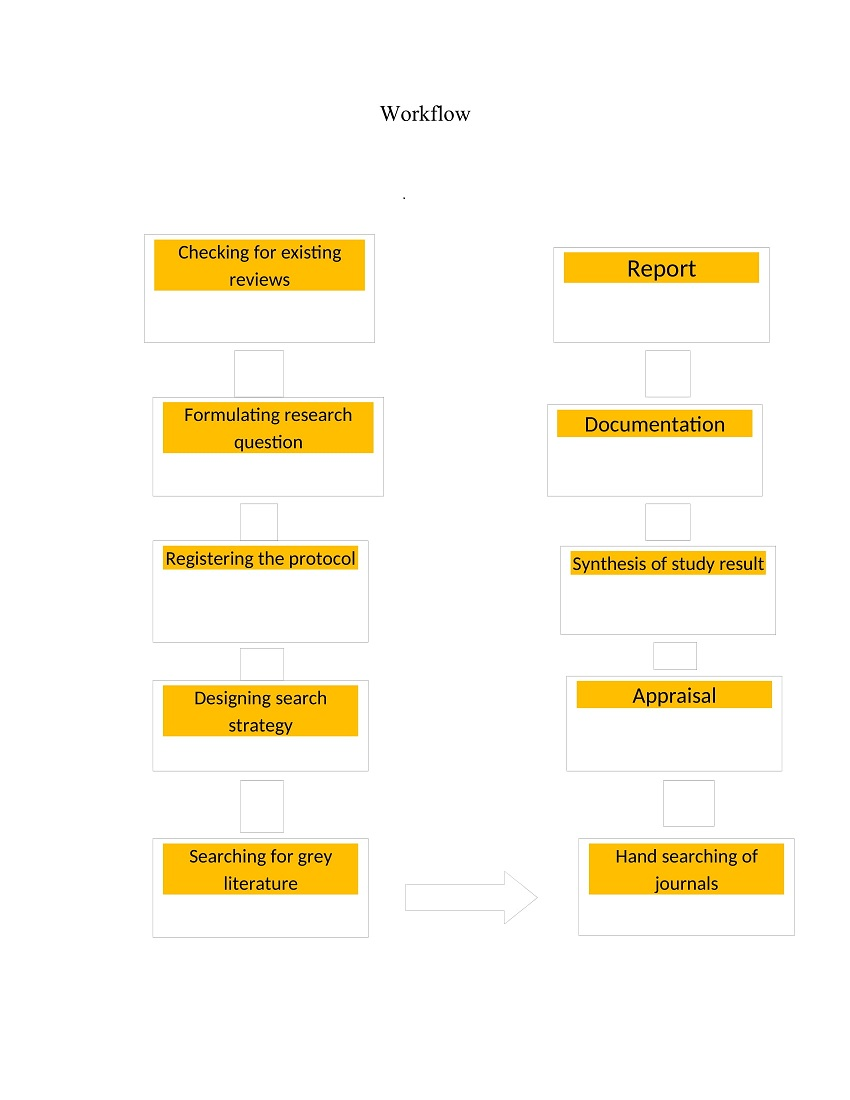 Workflow
.
Checking for existing
reviews
Formulating research
question
Registering the protocol
Designing search
strategy
Searching for grey
literature
Report
Documentation
Synthesis of study result
Appraisal
Hand searching of
journals